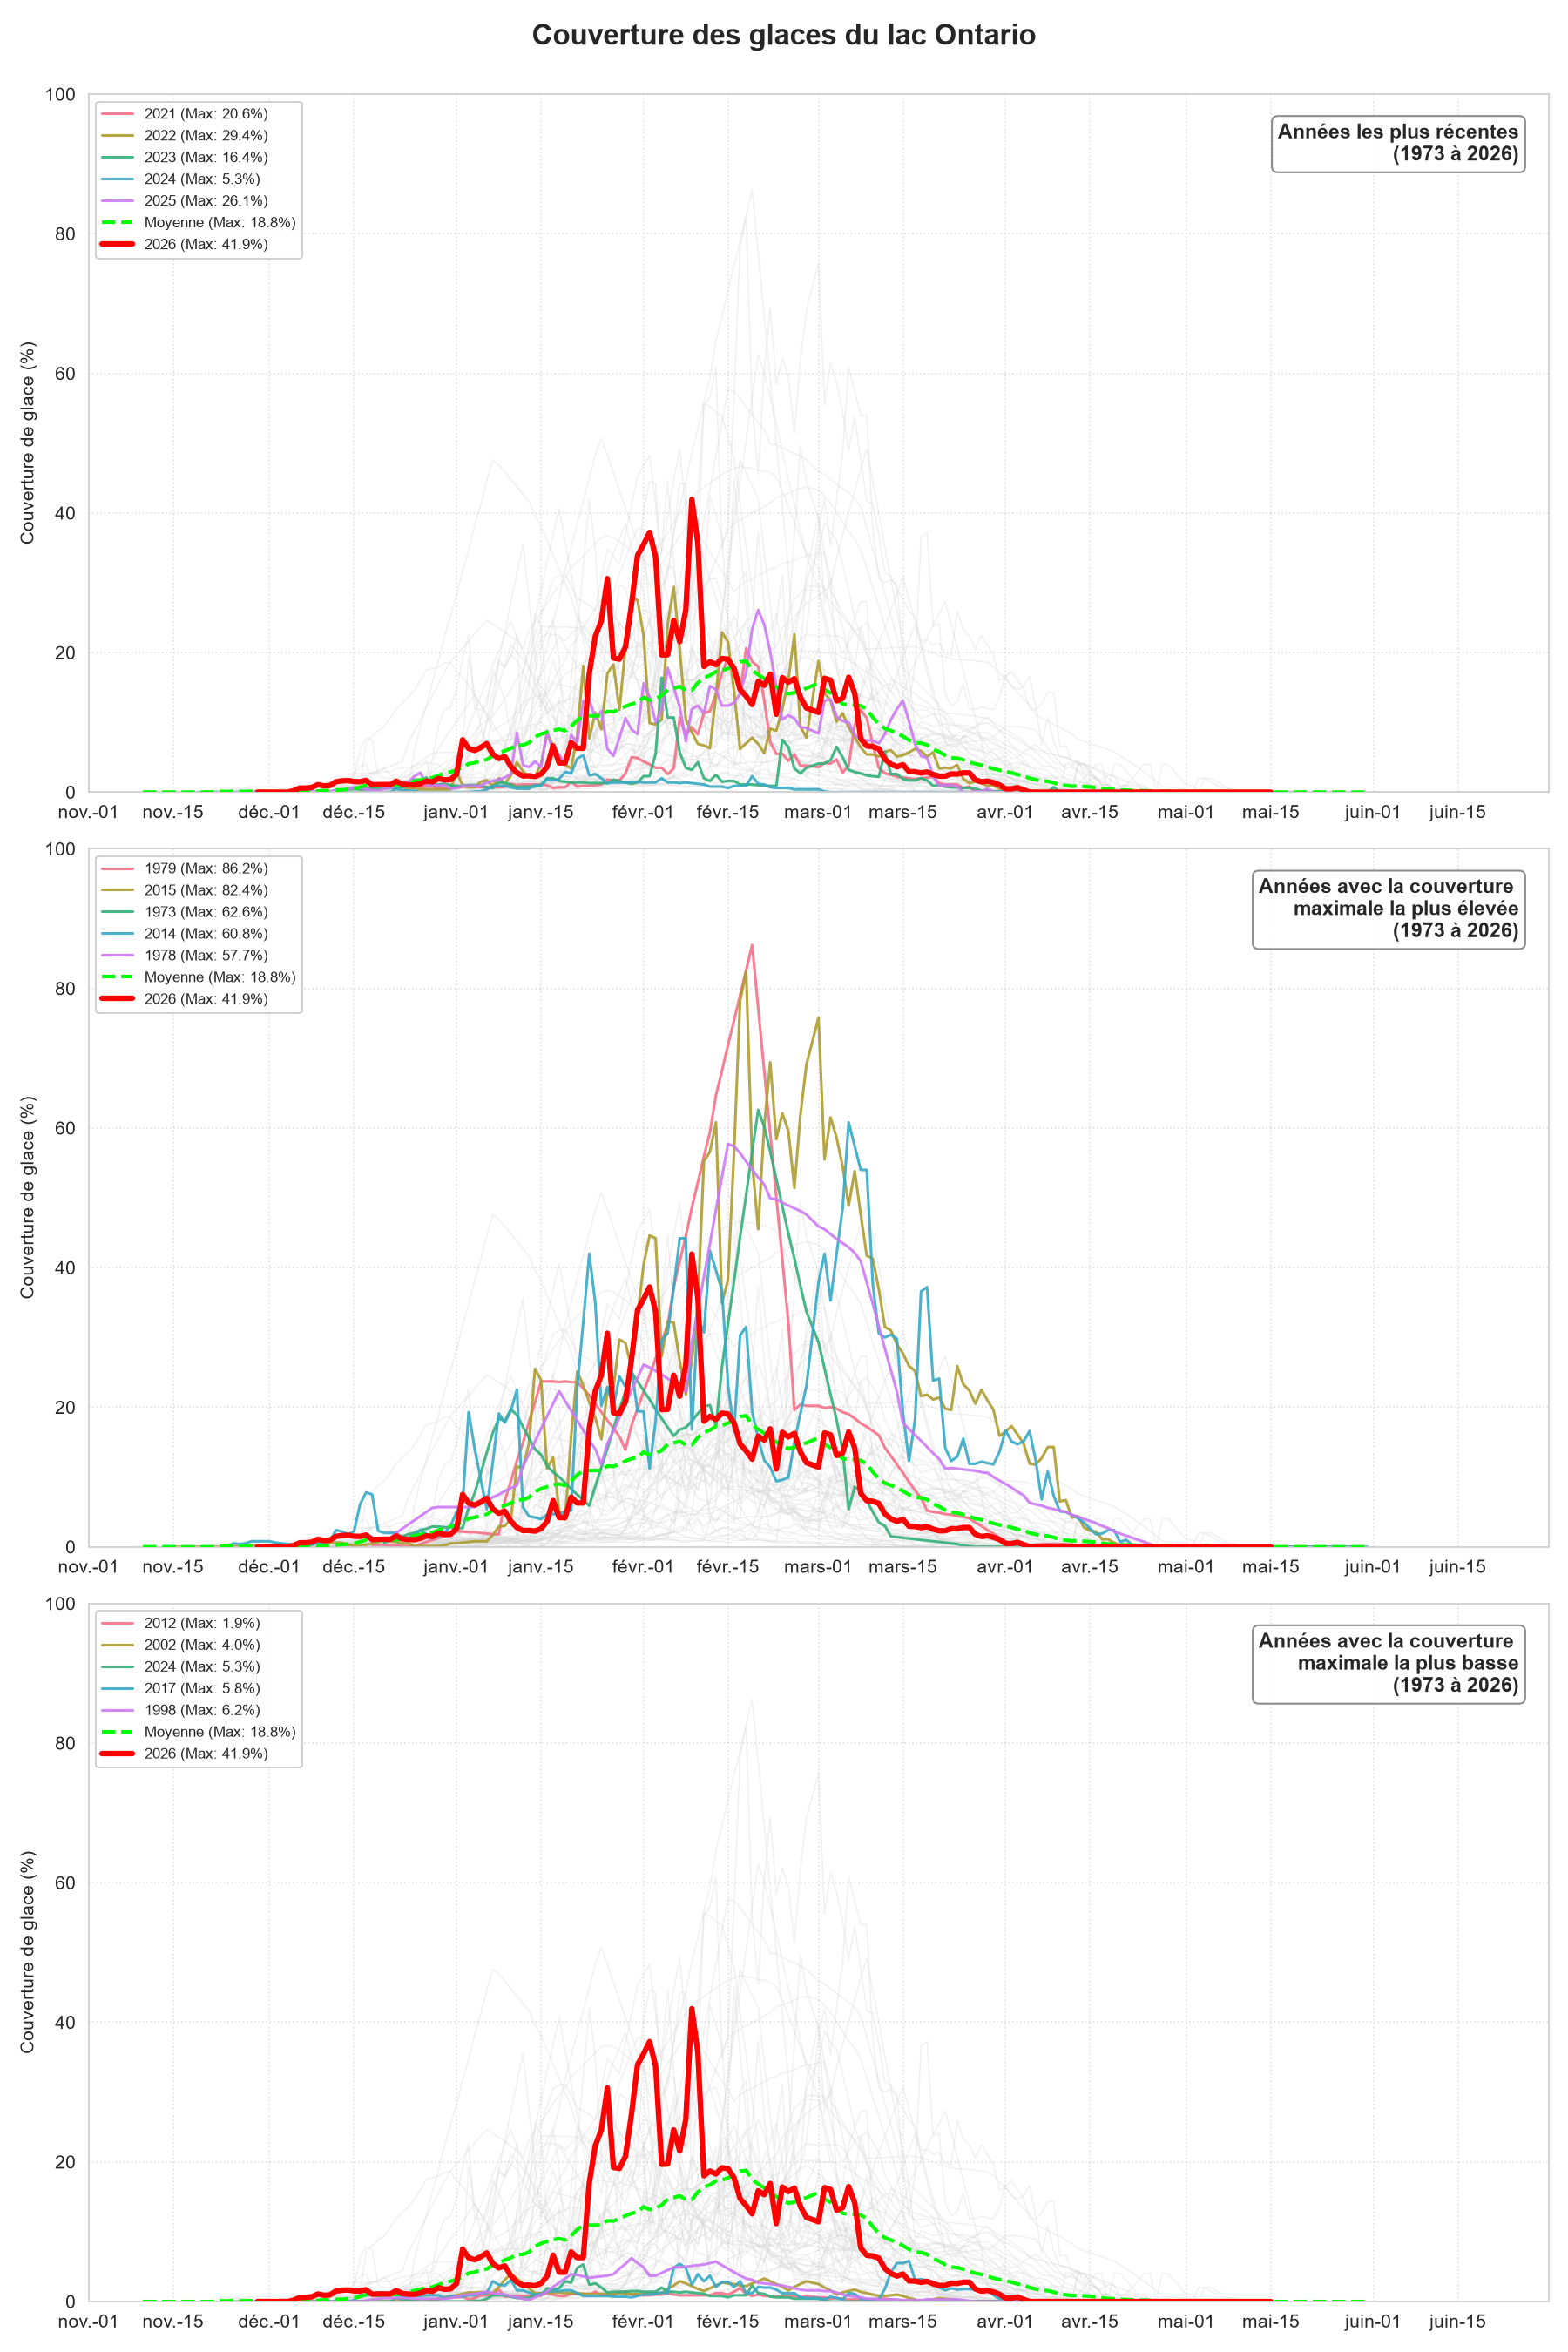 Couverture des glaces du lac Ontario
100
80
60
40
20
0
Couverture de glace (%)
2021 (Max: 20.6%)
2022 (Max: 29.4%)
2023 (Max: 16.4%)
2024 (Max: 5.3%)
2025 (Max: 26.1%)
Moyenne (Max: 18.8%)
2026 (Max: 41.9%)
Années les plus récentes
(1973 à 2026)
nov.-01 nov.-15 déc.-01 déc.-15 janv.-01 janv.-15 févr.-01 févr.-15 mars-01 mars-15 avr.-01 avr.-15 mai-01 mai-15 juin-01 juin-15
100
80
60
40
20
0
Couverture de glace (%)
1979 (Max: 86.2%)
2015 (Max: 82.4%)
1973 (Max: 62.6%)
2014 (Max: 60.8%)
1978 (Max: 57.7%)
Moyenne (Max: 18.8%)
2026 (Max: 41.9%)
Années avec la couverture
maximale la plus élevée
(1973 à 2026)
nov.-01 nov.-15 déc.-01 déc.-15 janv.-01 janv.-15 févr.-01 févr.-15 mars-01 mars-15 avr.-01 avr.-15 mai-01 mai-15 juin-01 juin-15
100
80
60
40
20
0
Couverture de glace (%)
2012 (Max: 1.9%)
2002 (Max: 4.0%)
2024 (Max: 5.3%)
2017 (Max: 5.8%)
1998 (Max: 6.2%)
Moyenne (Max: 18.8%)
2026 (Max: 41.9%)
Années avec la couverture
maximale la plus basse
(1973 à 2026)
nov.-01 nov.-15 déc.-01 déc.-15 janv.-01 janv.-15 févr.-01 févr.-15 mars-01 mars-15 avr.-01 avr.-15 mai-01 mai-15 juin-01 juin-15